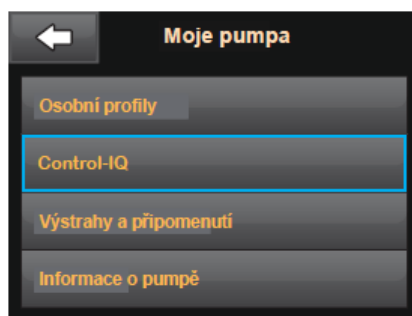 Moje pumpa
Osobní profily
Control-IQ
Výstrahy a připomenutí
Informace o pumpě